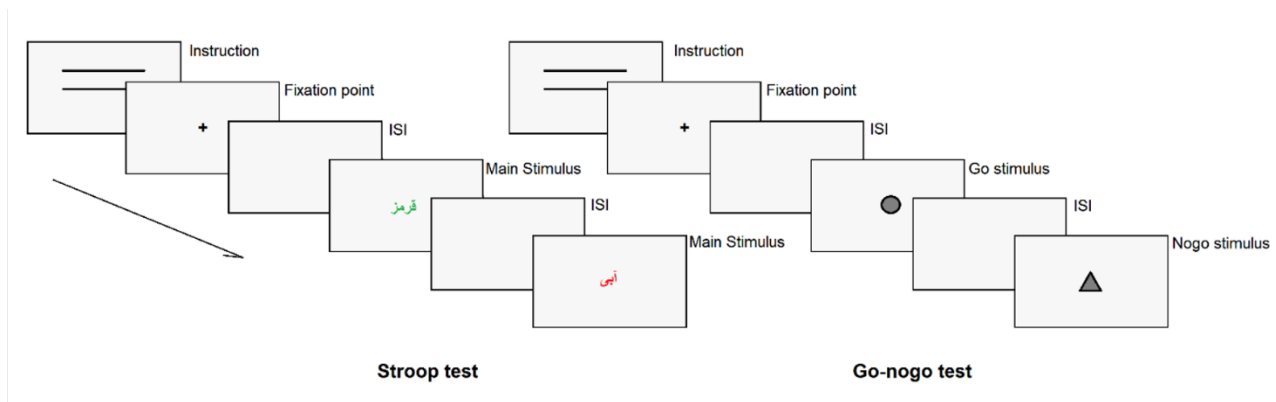 Instruction
Fixation point
ISI
Main Stimulus
قرمز
ISI
Main Stimulus
آبی
Stroop test
Instruction
Fixation point
ISI
Go stimulus
ISI
Nogo stimulus
Go-nogo test